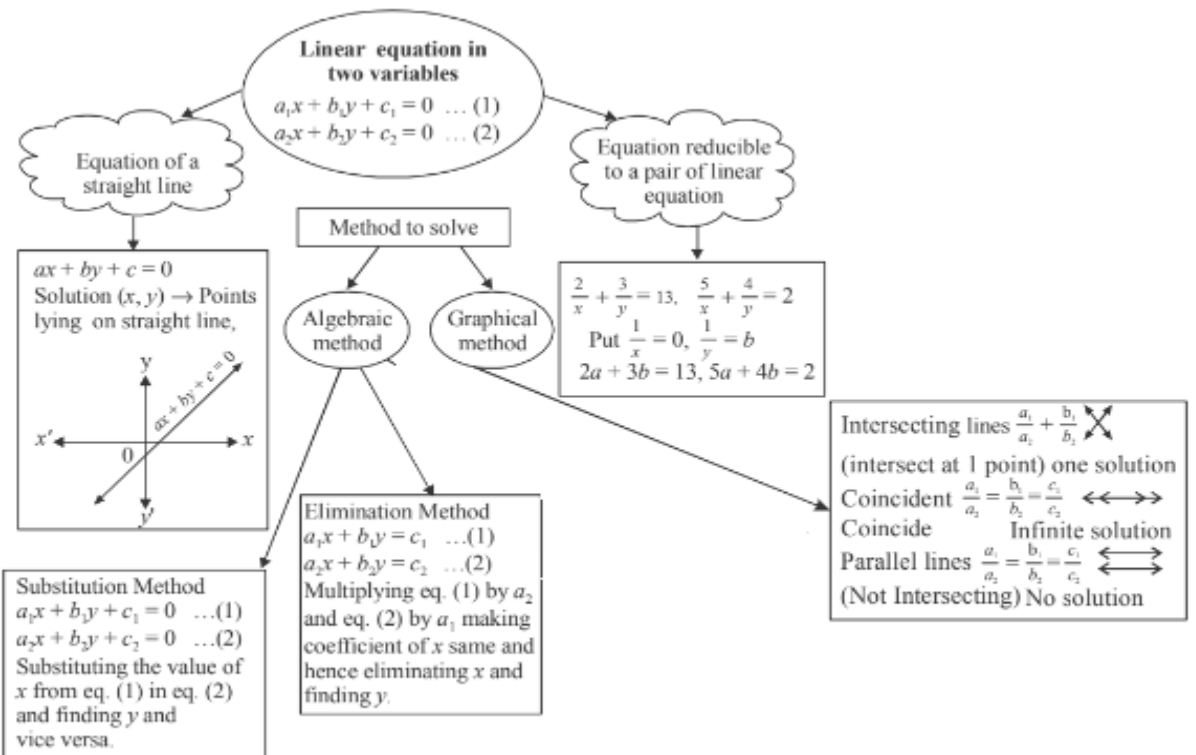 Linear equation in
two variables
a₁x + b₁y + c₁ = 0 ... (1)
a₂x + b₂y + c₂ = 0 ... (2)
Equation of a
straight line
Equation reducible
to a pair of linear
equation
Method to solve
ax + by + c = 0
Solution (x, y) → Points
lying on straight line,
y
ax + by + c = 0
x′
x
0
y′
Algebraic
method
Graphical
method
2/x + 3/y = 13, 5/x + 4/y = 2
Put 1/x = 0, 1/y = b
2a + 3b = 13, 5a + 4b = 2
Intersecting lines a₁/a₂ + b₁/b₂
(intersect at 1 point) one solution
Coincident a₁/a₂ = b₁/b₂ = c₁/c₂
Coincide Infinite solution
Parallel lines a₁/a₂ = b₁/b₂ = c₁/c₂
(Not Intersecting) No solution
Elimination Method
a₁x + b₁y = c₁ ...(1)
a₂x + b₂y = c₂ ...(2)
Multiplying eq. (1) by a₂
and eq. (2) by a₁ making
coefficient of x same and
hence eliminating x and
finding y.
Substitution Method
a₁x + b₁y + c₁ = 0 ...(1)
a₂x + b₂y + c₂ = 0 ...(2)
Substituting the value of
x from eq. (1) in eq. (2)
and finding y and
vice versa.